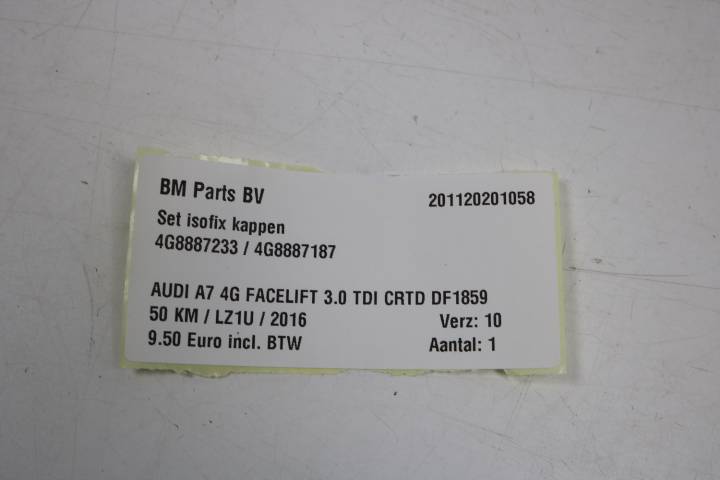 BM Parts BV 201120201058
Set isofix kappen
4G8887233 / 4G8887187
AUDI A7 4G FACELIFT 3.0 TDI CRTD DF1859
50 KM / LZ1U / 2016 Verz: 10
9.50 Euro incl. BTW Aantal: 1